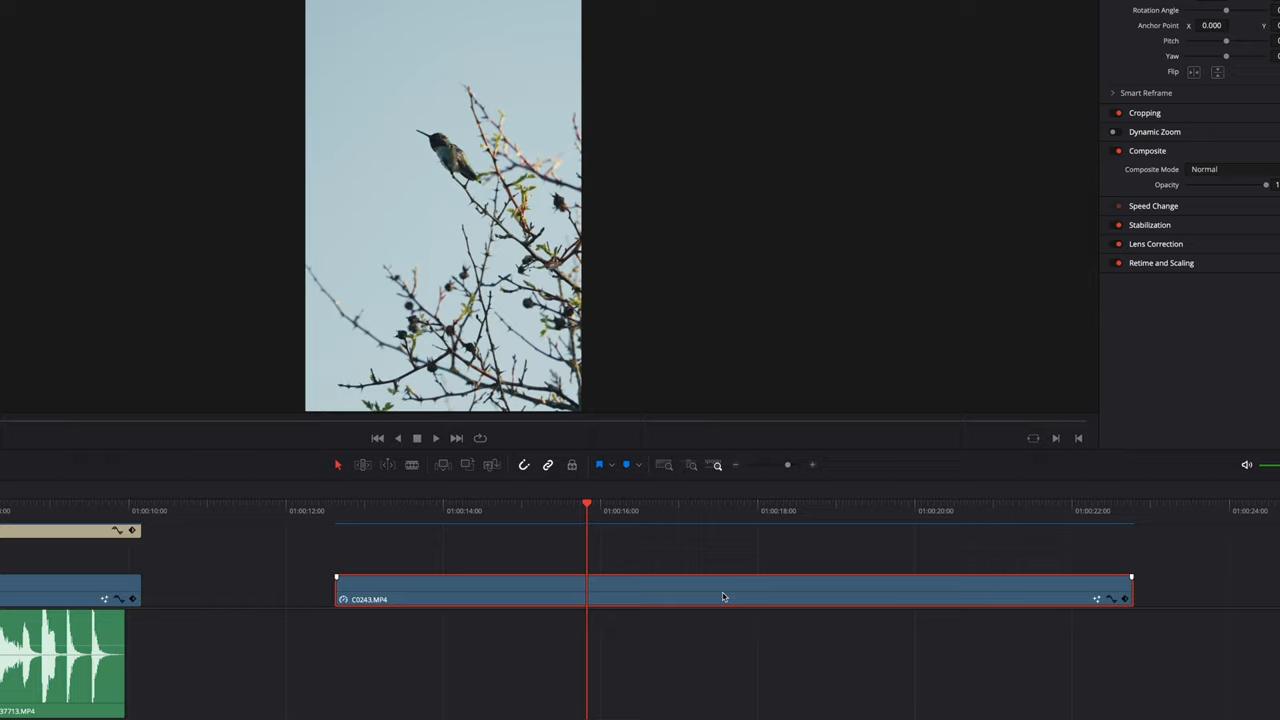 Rotation Angle
Anchor Point X 0.000 Y
Pitch
Yaw
Flip
Smart Reframe
Cropping
Dynamic Zoom
Composite
Composite Mode Normal
Opacity
Speed Change
Stabilization
Lens Correction
Retime and Scaling
01:00:10:00 01:00:12:00 01:00:14:00 01:00:16:00 01:00:18:00 01:00:20:00 01:00:22:00 01:00:24:00
C0243.MP4
37713.MP4